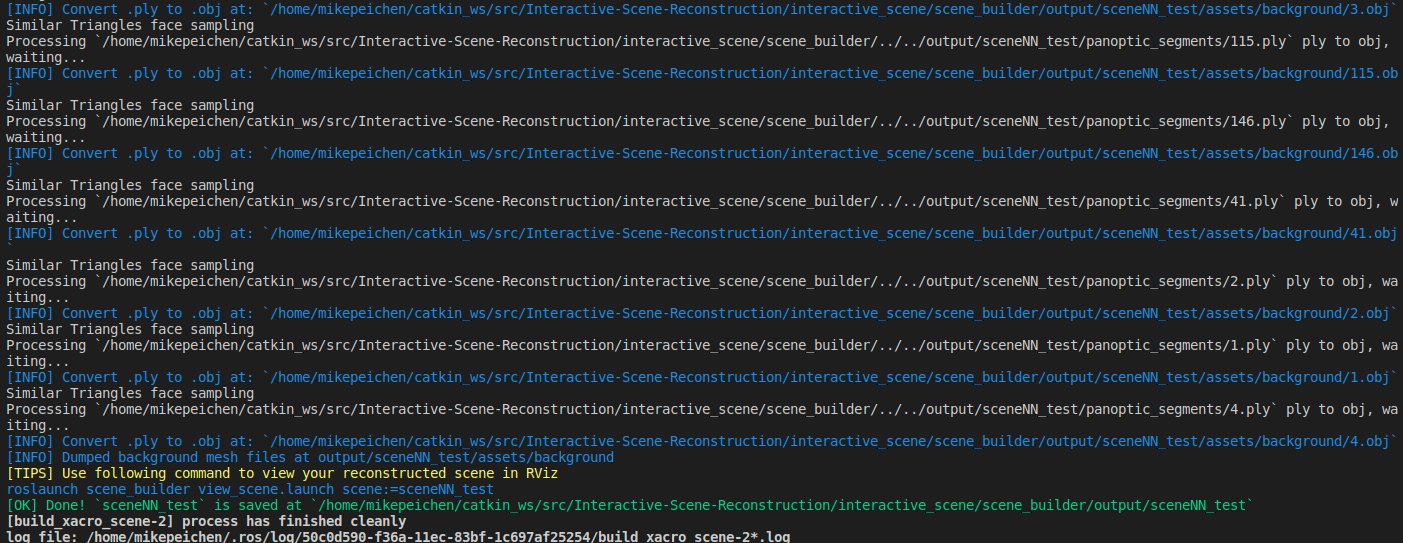 [INFO] Convert .ply to .obj at: `/home/mikepeichen/catkin_ws/src/Interactive-Scene-Reconstruction/interactive_scene/scene_builder/output/sceneNN_test/assets/background/3.obj`
Similar Triangles face sampling
Processing `/home/mikepeichen/catkin_ws/src/Interactive-Scene-Reconstruction/interactive_scene/scene_builder/../../output/sceneNN_test/panoptic_segments/115.ply` ply to obj,
waiting...
[INFO] Convert .ply to .obj at: `/home/mikepeichen/catkin_ws/src/Interactive-Scene-Reconstruction/interactive_scene/scene_builder/output/sceneNN_test/assets/background/115.ob
j`
Similar Triangles face sampling
Processing `/home/mikepeichen/catkin_ws/src/Interactive-Scene-Reconstruction/interactive_scene/scene_builder/../../output/sceneNN_test/panoptic_segments/146.ply` ply to obj,
waiting...
[INFO] Convert .ply to .obj at: `/home/mikepeichen/catkin_ws/src/Interactive-Scene-Reconstruction/interactive_scene/scene_builder/output/sceneNN_test/assets/background/146.ob
j`
Similar Triangles face sampling
Processing `/home/mikepeichen/catkin_ws/src/Interactive-Scene-Reconstruction/interactive_scene/scene_builder/../../output/sceneNN_test/panoptic_segments/41.ply` ply to obj, w
aiting...
[INFO] Convert .ply to .obj at: `/home/mikepeichen/catkin_ws/src/Interactive-Scene-Reconstruction/interactive_scene/scene_builder/output/sceneNN_test/assets/background/41.obj
`
Similar Triangles face sampling
Processing `/home/mikepeichen/catkin_ws/src/Interactive-Scene-Reconstruction/interactive_scene/scene_builder/../../output/sceneNN_test/panoptic_segments/2.ply` ply to obj, wa
iting...
[INFO] Convert .ply to .obj at: `/home/mikepeichen/catkin_ws/src/Interactive-Scene-Reconstruction/interactive_scene/scene_builder/output/sceneNN_test/assets/background/2.obj`
Similar Triangles face sampling
Processing `/home/mikepeichen/catkin_ws/src/Interactive-Scene-Reconstruction/interactive_scene/scene_builder/../../output/sceneNN_test/panoptic_segments/1.ply` ply to obj, wa
iting...
[INFO] Convert .ply to .obj at: `/home/mikepeichen/catkin_ws/src/Interactive-Scene-Reconstruction/interactive_scene/scene_builder/output/sceneNN_test/assets/background/1.obj`
Similar Triangles face sampling
Processing `/home/mikepeichen/catkin_ws/src/Interactive-Scene-Reconstruction/interactive_scene/scene_builder/../../output/sceneNN_test/panoptic_segments/4.ply` ply to obj, wa
iting...
[INFO] Convert .ply to .obj at: `/home/mikepeichen/catkin_ws/src/Interactive-Scene-Reconstruction/interactive_scene/scene_builder/output/sceneNN_test/assets/background/4.obj`
[INFO] Dumped background mesh files at output/sceneNN_test/assets/background
[TIPS] Use following command to view your reconstructed scene in RViz
roslaunch scene_builder view_scene.launch scene:=sceneNN_test
[OK] Done! `sceneNN_test` is saved at `/home/mikepeichen/catkin_ws/src/Interactive-Scene-Reconstruction/interactive_scene/scene_builder/output/sceneNN_test`
[build_xacro_scene-2] process has finished cleanly
log file: /home/mikepeichen/.ros/log/50c0d590-f36a-11ec-83bf-1c697af25254/build_xacro_scene-2*.log